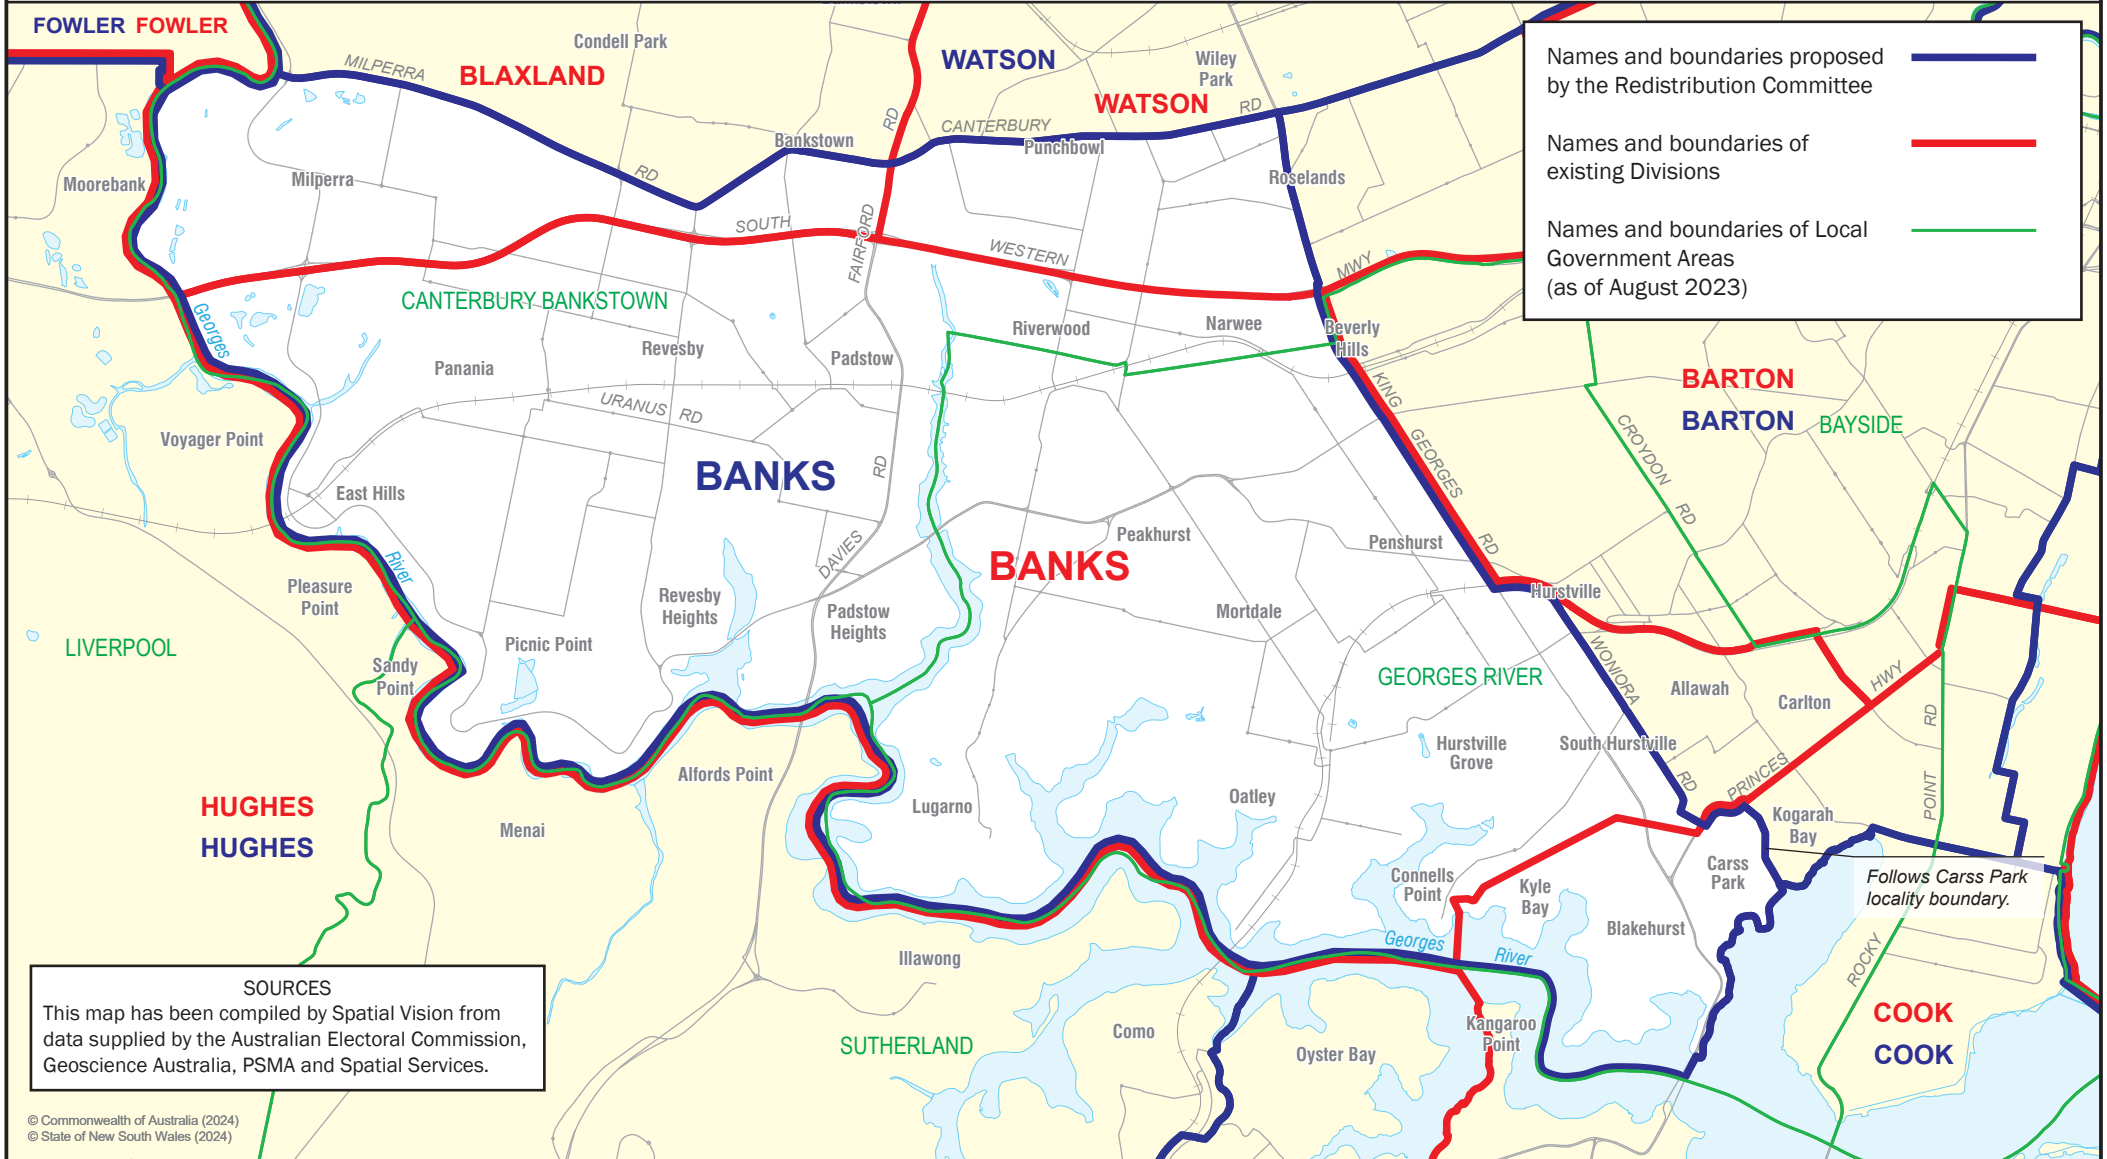 FOWLER FOWLER
MILPERRA
RD
Condell Park
BLAXLAND
RD
WATSON
WATSON
Wiley
Park
RD
CANTERBURY
Bankstown
Punchbowl
Roselands
Names and boundaries proposed
by the Redistribution Committee
Names and boundaries of
existing Divisions
Names and boundaries of Local
Government Areas
(as of August 2023)
Moorebank
Milperra
SOUTH
FAIRFORD
WESTERN
MWY
CANTERBURY BANKSTOWN
Georges
Panania
Revesby
Padstow
Riverwood
Narwee
Beverly
Hills
KING
GEORGES
RD
BARTON
BARTON
BAYSIDE
CROYDON
RD
URANUS RD
Voyager Point
East Hills
BANKS
RD
BANKS
Peakhurst
Penshurst
DAVIES
River
Pleasure
Point
Revesby
Heights
Padstow
Heights
Mortdale
Hurstville
LIVERPOOL
Sandy
Point
Picnic Point
GEORGES RIVER
WONIORA
RD
Allawah
Carlton
HWY
PRINCES
RD
POINT
ROCKY
Alfords Point
Hurstville
Grove
South Hurstville
HUGHES
HUGHES
Menai
Lugarno
Oatley
Kogarah
Bay
Connells
Point
Kyle
Bay
Carss
Park
Follows Carss Park
locality boundary.
Blakehurst
Georges
River
Illawong
SOURCES
This map has been compiled by Spatial Vision from
data supplied by the Australian Electoral Commission,
Geoscience Australia, PSMA and Spatial Services.
SUTHERLAND
Como
Oyster Bay
Kangaroo
Point
COOK
COOK
© Commonwealth of Australia (2024)
© State of New South Wales (2024)